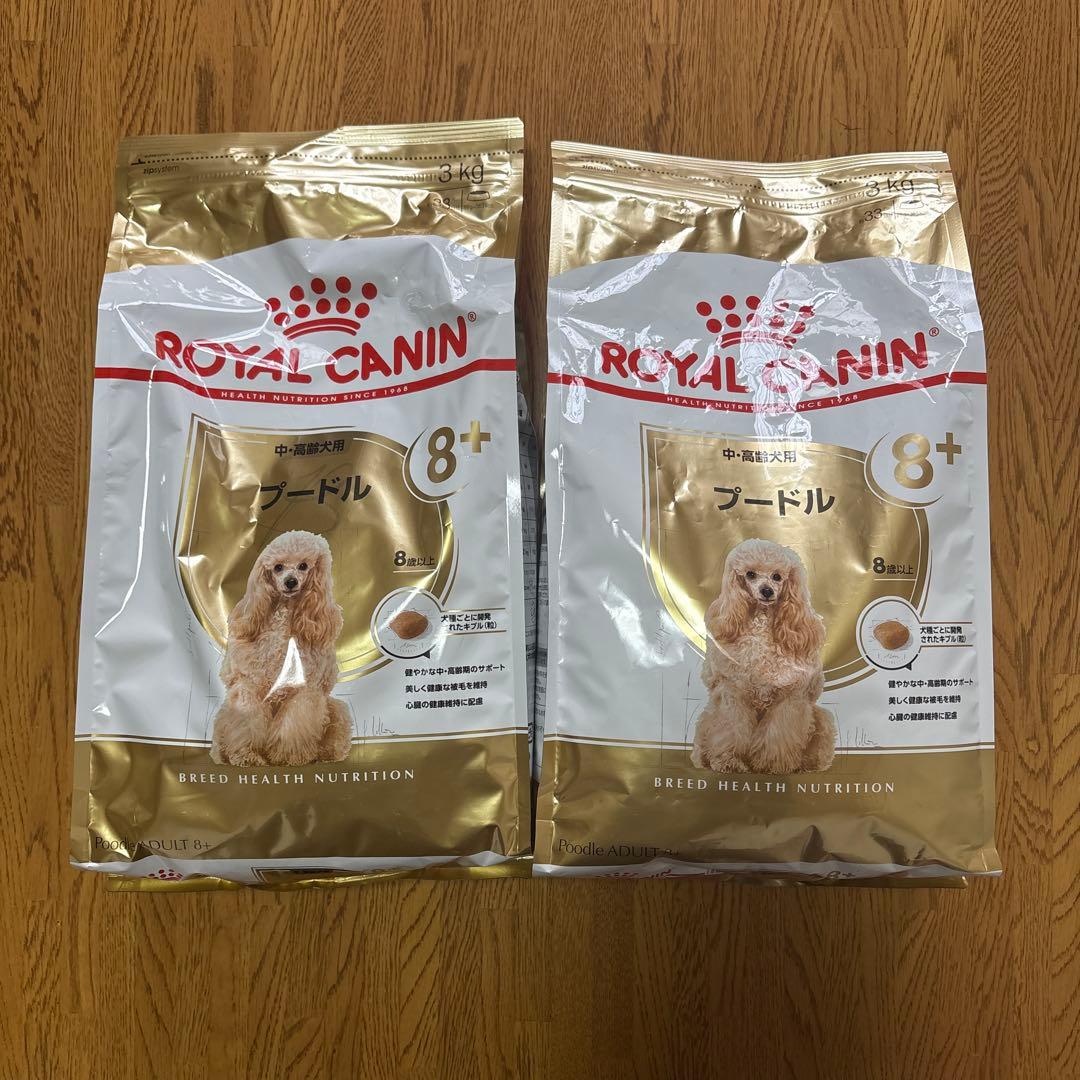 zipsystem
3 kg
33
ROYAL CANIN®
HEALTH NUTRITION SINCE 1968
中・高齢犬用
8+
プードル
8歳以上
犬種ごとに開発
されたキブル(粒)
健やかな中・高齢期のサポート
美しく健康な被毛を維持
心臓の健康維持に配慮
BREED HEALTH NUTRITION
Poodle ADULT 8+
3 kg
33
ROYAL CANIN®
HEALTH NUTRITION SINCE 1968
中・高齢犬用
8+
プードル
8歳以上
犬種ごとに開発
されたキブル(粒)
健やかな中・高齢期のサポート
美しく健康な被毛を維持
心臓の健康維持に配慮
BREED HEALTH NUTRITION
Poodle ADULT 8+